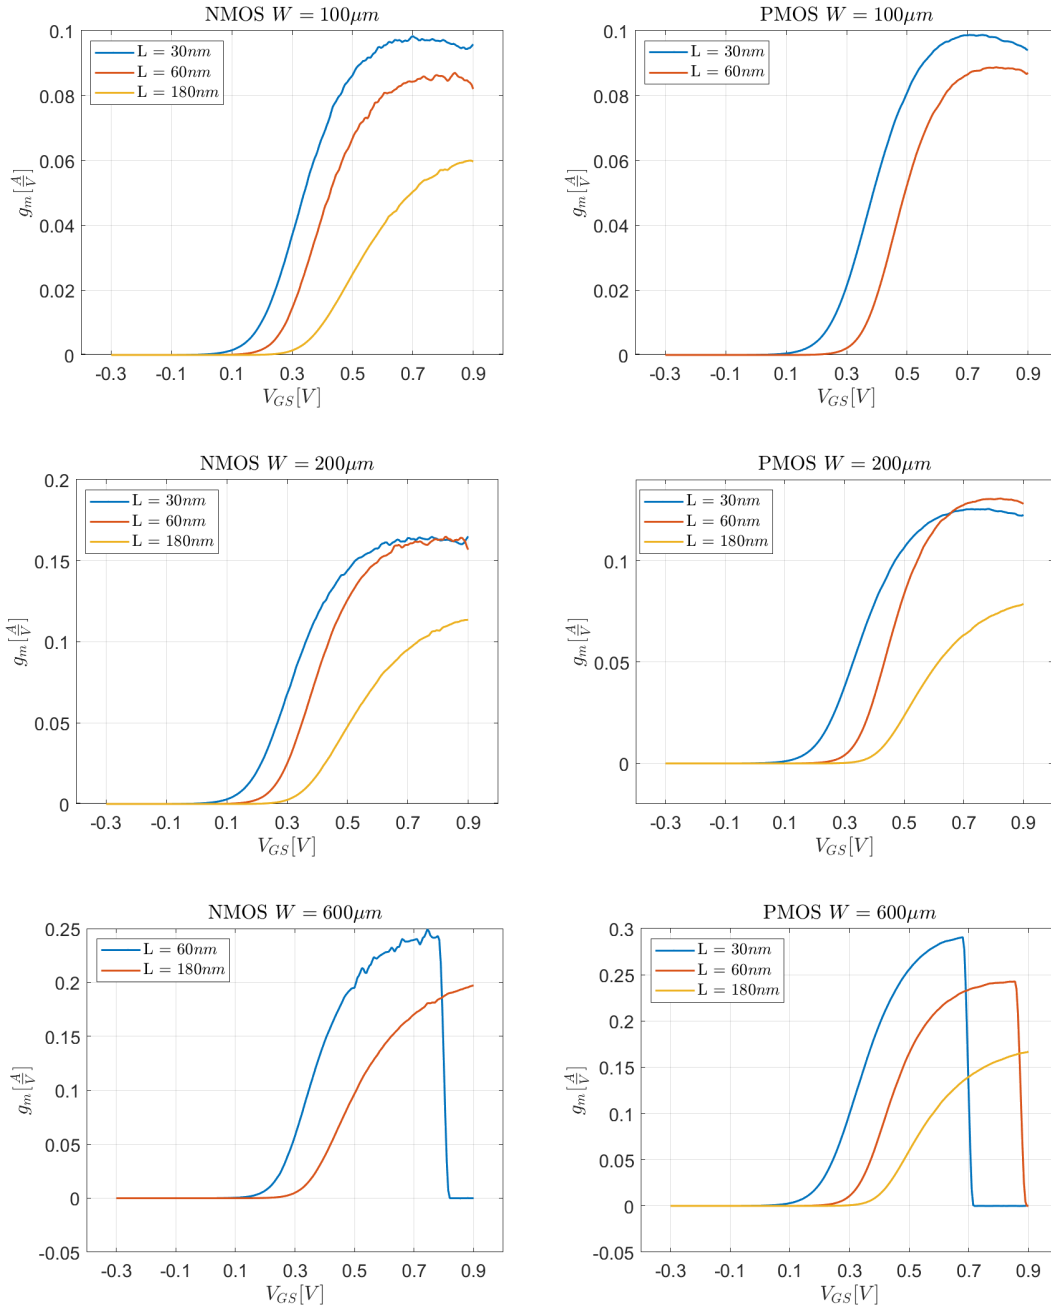 NMOS W = 100μm
L = 30nm
L = 60nm
L = 180nm
0.1
0.08
0.06
0.04
0.02
0
g_m[A/V]
-0.3 -0.1 0.1 0.3 0.5 0.7 0.9
V_GS[V]
PMOS W = 100μm
L = 30nm
L = 60nm
0.1
0.08
0.06
0.04
0.02
0
g_m[A/V]
-0.3 -0.1 0.1 0.3 0.5 0.7 0.9
V_GS[V]
NMOS W = 200μm
L = 30nm
L = 60nm
L = 180nm
0.2
0.15
0.1
0.05
0
g_m[A/V]
-0.3 -0.1 0.1 0.3 0.5 0.7 0.9
V_GS[V]
PMOS W = 200μm
L = 30nm
L = 60nm
L = 180nm
0.1
0.05
0
g_m[A/V]
-0.3 -0.1 0.1 0.3 0.5 0.7 0.9
V_GS[V]
NMOS W = 600μm
L = 60nm
L = 180nm
0.25
0.2
0.15
0.1
0.05
0
-0.05
g_m[A/V]
-0.3 -0.1 0.1 0.3 0.5 0.7 0.9
V_GS[V]
PMOS W = 600μm
L = 30nm
L = 60nm
L = 180nm
0.3
0.25
0.2
0.15
0.1
0.05
0
-0.05
g_m[A/V]
-0.3 -0.1 0.1 0.3 0.5 0.7 0.9
V_GS[V]